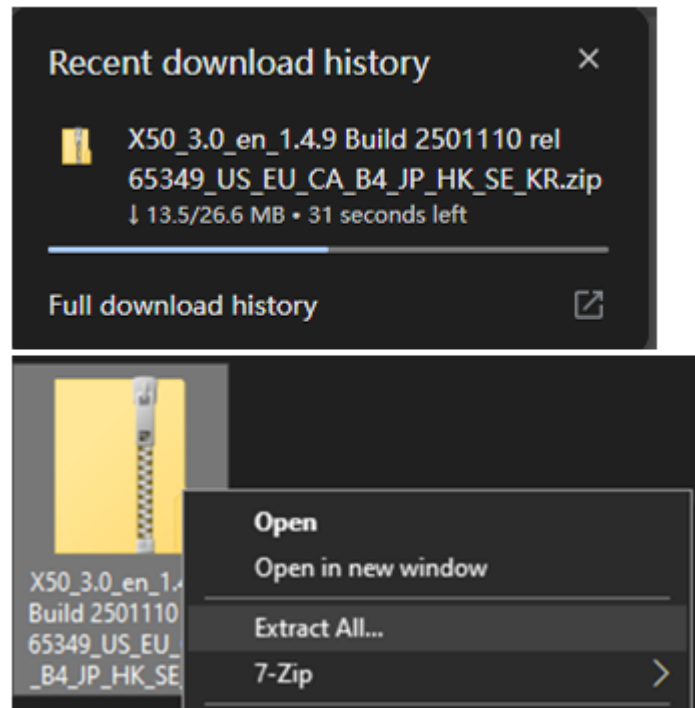 Recent download history
X50_3.0_en_1.4.9 Build 2501110 rel
65349_US_EU_CA_B4_JP_HK_SE_KR.zip
↓ 13.5/26.6 MB • 31 seconds left
Full download history
X50_3.0_en_1.4
Build 2501110
65349_US_EU_
_B4_JP_HK_SE
Open
Open in new window
Extract All...
7-Zip